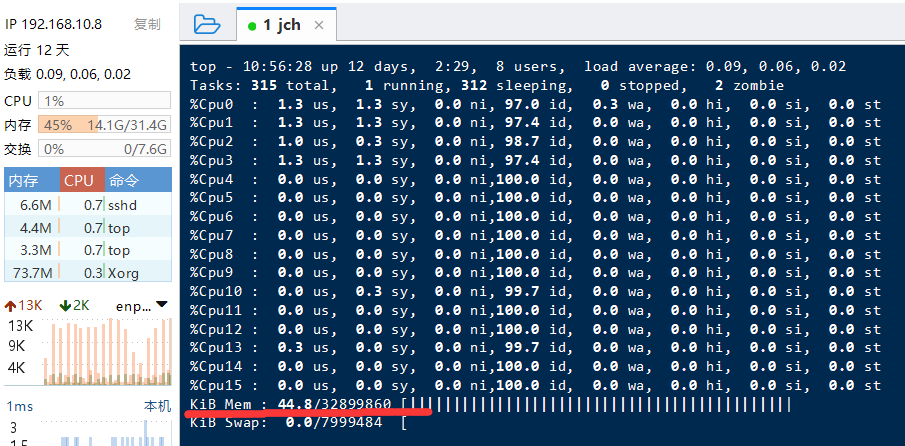 IP 192.168.10.8 复制
运行 12 天
负载 0.09, 0.06, 0.02
CPU 1%
内存 45% 14.1G/31.4G
交换 0% 0/7.6G
内存 CPU 命令
6.6M 0.7 sshd
4.4M 0.7 top
3.3M 0.7 top
73.7M 0.3 Xorg
13K 2K enp...
13K
9K
4K
1ms 本机
3
1.5
1 jch ×
top - 10:56:28 up 12 days,  2:29,  8 users,  load average: 0.09, 0.06, 0.02
Tasks: 315 total,   1 running, 312 sleeping,   0 stopped,   2 zombie
%Cpu0  :  1.3 us,  1.3 sy,  0.0 ni, 97.0 id,  0.3 wa,  0.0 hi,  0.0 si,  0.0 st
%Cpu1  :  1.3 us,  1.3 sy,  0.0 ni, 97.4 id,  0.0 wa,  0.0 hi,  0.0 si,  0.0 st
%Cpu2  :  1.0 us,  0.3 sy,  0.0 ni, 98.7 id,  0.0 wa,  0.0 hi,  0.0 si,  0.0 st
%Cpu3  :  1.3 us,  1.3 sy,  0.0 ni, 97.4 id,  0.0 wa,  0.0 hi,  0.0 si,  0.0 st
%Cpu4  :  0.0 us,  0.0 sy,  0.0 ni,100.0 id,  0.0 wa,  0.0 hi,  0.0 si,  0.0 st
%Cpu5  :  0.0 us,  0.0 sy,  0.0 ni,100.0 id,  0.0 wa,  0.0 hi,  0.0 si,  0.0 st
%Cpu6  :  0.0 us,  0.0 sy,  0.0 ni,100.0 id,  0.0 wa,  0.0 hi,  0.0 si,  0.0 st
%Cpu7  :  0.0 us,  0.0 sy,  0.0 ni,100.0 id,  0.0 wa,  0.0 hi,  0.0 si,  0.0 st
%Cpu8  :  0.0 us,  0.0 sy,  0.0 ni,100.0 id,  0.0 wa,  0.0 hi,  0.0 si,  0.0 st
%Cpu9  :  0.0 us,  0.0 sy,  0.0 ni,100.0 id,  0.0 wa,  0.0 hi,  0.0 si,  0.0 st
%Cpu10 :  0.0 us,  0.3 sy,  0.0 ni, 99.7 id,  0.0 wa,  0.0 hi,  0.0 si,  0.0 st
%Cpu11 :  0.0 us,  0.0 sy,  0.0 ni,100.0 id,  0.0 wa,  0.0 hi,  0.0 si,  0.0 st
%Cpu12 :  0.0 us,  0.0 sy,  0.0 ni,100.0 id,  0.0 wa,  0.0 hi,  0.0 si,  0.0 st
%Cpu13 :  0.3 us,  0.0 sy,  0.0 ni, 99.7 id,  0.0 wa,  0.0 hi,  0.0 si,  0.0 st
%Cpu14 :  0.0 us,  0.0 sy,  0.0 ni,100.0 id,  0.0 wa,  0.0 hi,  0.0 si,  0.0 st
%Cpu15 :  0.0 us,  0.0 sy,  0.0 ni,100.0 id,  0.0 wa,  0.0 hi,  0.0 si,  0.0 st
KiB Mem : 44.8/32899860 [||||||||||||||||||||||||||||||||||||||||||||
KiB Swap:  0.0/7999484  [